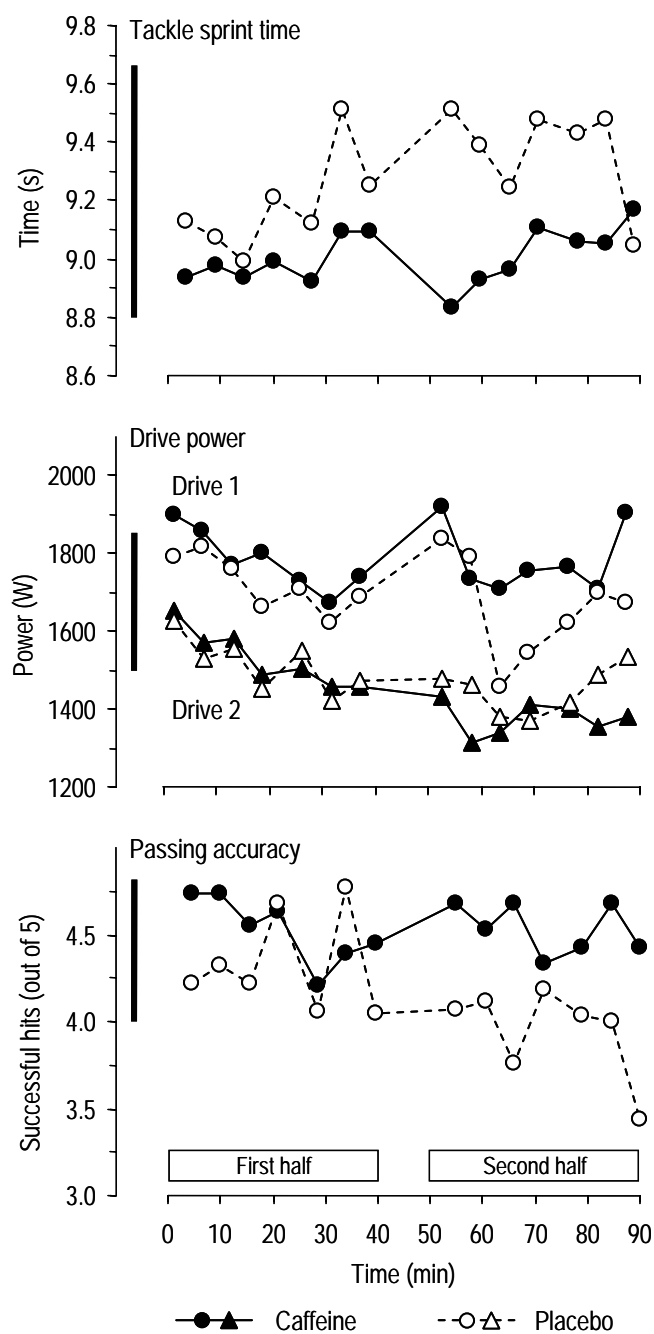 Tackle sprint time
9.8
9.6
9.4
9.2
9.0
8.8
8.6
Time (s)
Drive power
Drive 1
2000
1800
1600
1400
1200
Power (W)
Drive 2
Passing accuracy
4.5
4.0
3.5
3.0
Successful hits (out of 5)
First half Second half
0 10 20 30 40 50 60 70 80 90
Time (min)
Caffeine Placebo